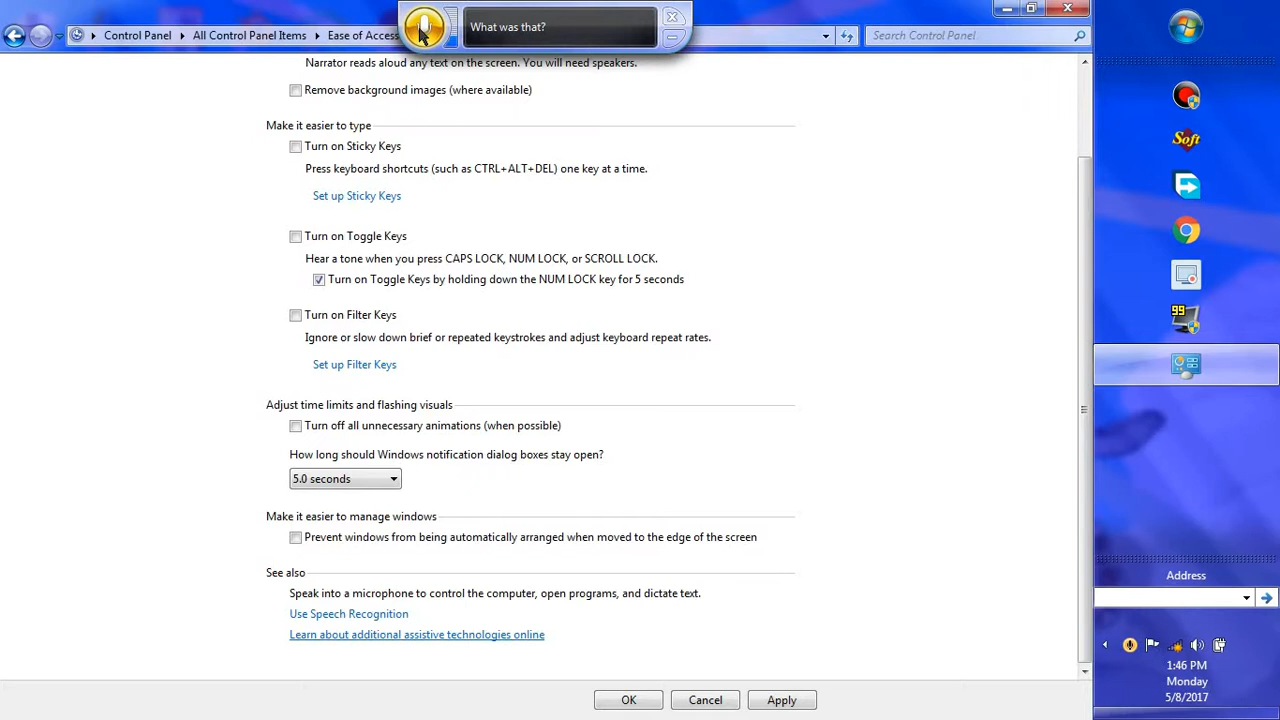 What was that?
Control Panel
All Control Panel Items
Ease of Access
Search Control Panel
Narrator reads aloud any text on the screen. You will need speakers.
Remove background images (where available)
Make it easier to type
Turn on Sticky Keys
Press keyboard shortcuts (such as CTRL+ALT+DEL) one key at a time.
Set up Sticky Keys
Turn on Toggle Keys
Hear a tone when you press CAPS LOCK, NUM LOCK, or SCROLL LOCK.
Turn on Toggle Keys by holding down the NUM LOCK key for 5 seconds
Turn on Filter Keys
Ignore or slow down brief or repeated keystrokes and adjust keyboard repeat rates.
Set up Filter Keys
Adjust time limits and flashing visuals
Turn off all unnecessary animations (when possible)
How long should Windows notification dialog boxes stay open?
5.0 seconds
Make it easier to manage windows
Prevent windows from being automatically arranged when moved to the edge of the screen
See also
Speak into a microphone to control the computer, open programs, and dictate text.
Use Speech Recognition
Learn about additional assistive technologies online
OK
Cancel
Apply
Soft
99
Address
1:46 PM
Monday
5/8/2017